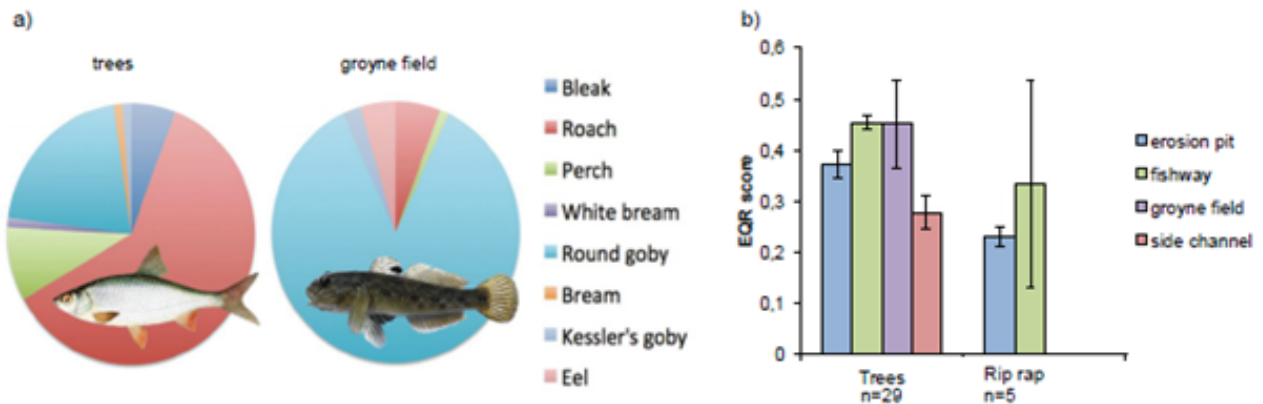 a)
trees
groyne field
Bleak
Roach
Perch
White bream
Round goby
Bream
Kessler's goby
Eel
b)
EQR score
0,6
0,5
0,4
0,3
0,2
0,1
0
Trees
n=29
Rip rap
n=5
erosion pit
fishway
groyne field
side channel